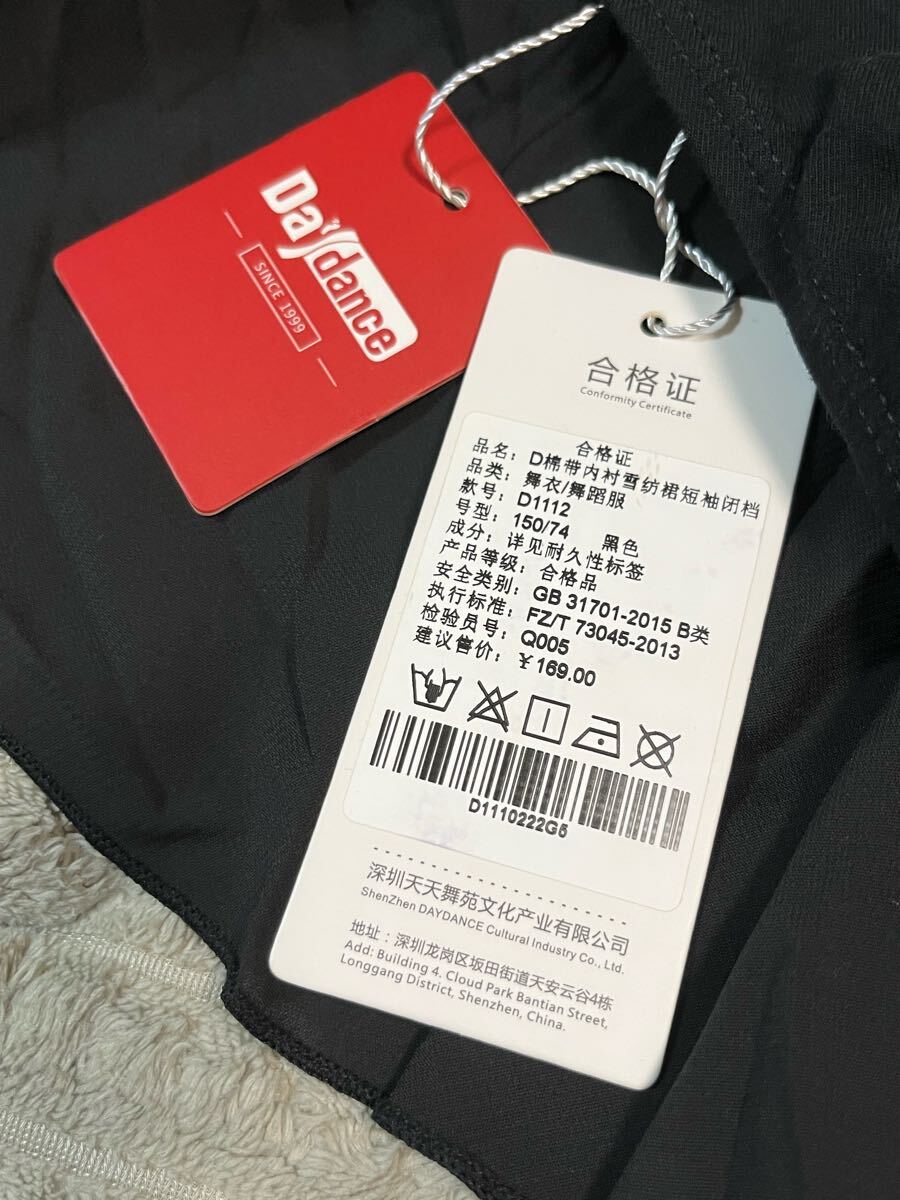 Daydance
SINCE 1999
合格证
Conformity Certificate
合格证
品名：D棉带内衬雪纺裙短袖闭档
品类：舞衣/舞蹈服
款号：D1112
号型：150/74 黑色
成分：详见耐久性标签
产品等级：合格品
安全类别：GB 31701-2015 B类
执行标准：FZ/T 73045-2013
检验员号：Q005
建议售价：￥169.00
D1110222G5
深圳天天舞苑文化产业有限公司
ShenZhen DAYDANCE Cultural Industry Co., Ltd.
地址：深圳龙岗区坂田街道天安云谷4栋
Add: Building 4. Cloud Park Bantian Street,
Longgang District, Shenzhen, China.